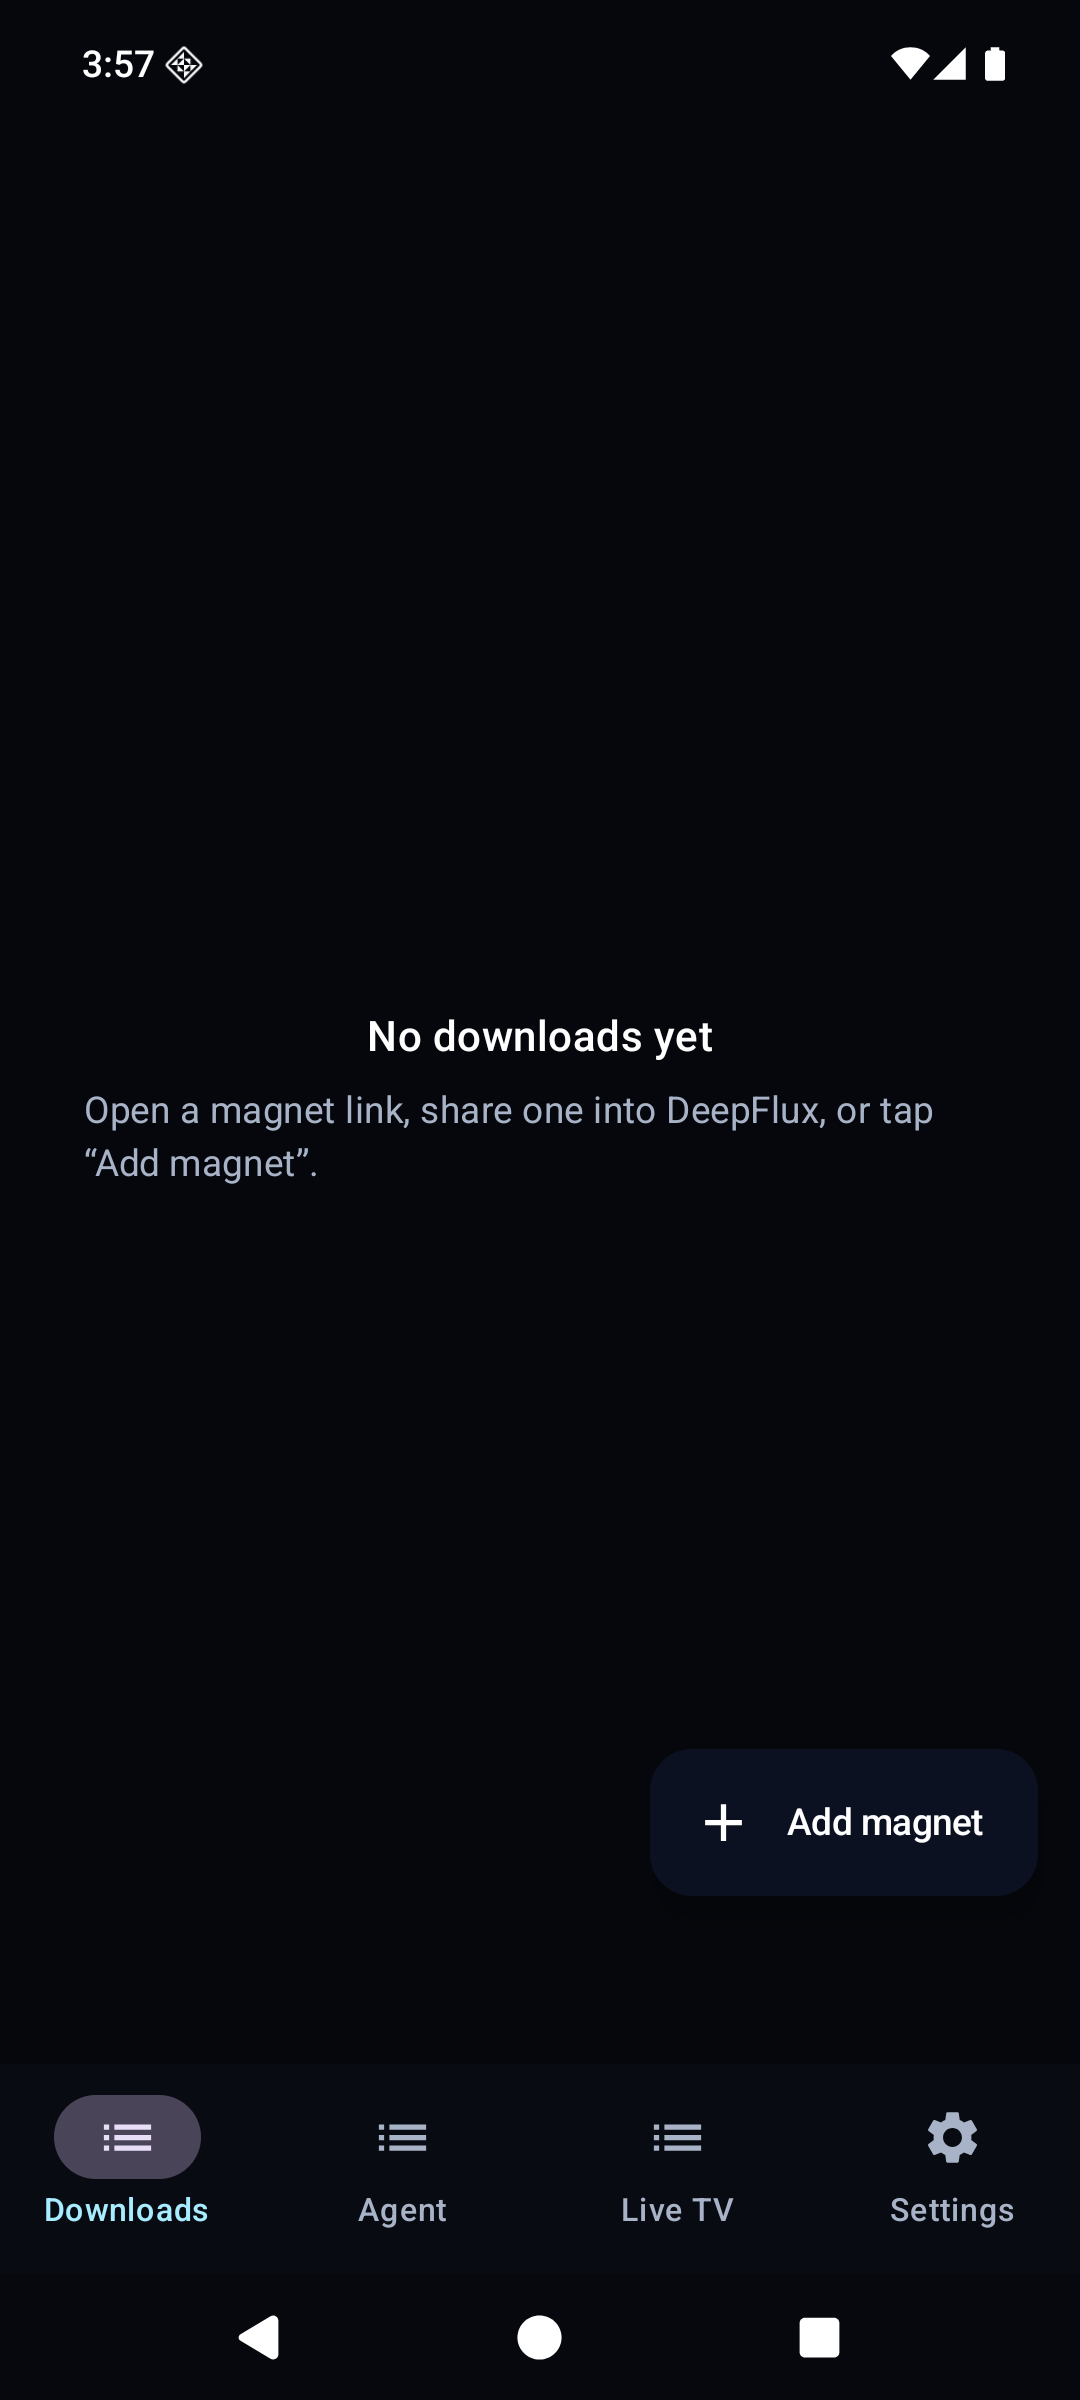 3:57
No downloads yet
Open a magnet link, share one into DeepFlux, or tap
“Add magnet”.
Add magnet
Downloads
Agent
Live TV
Settings